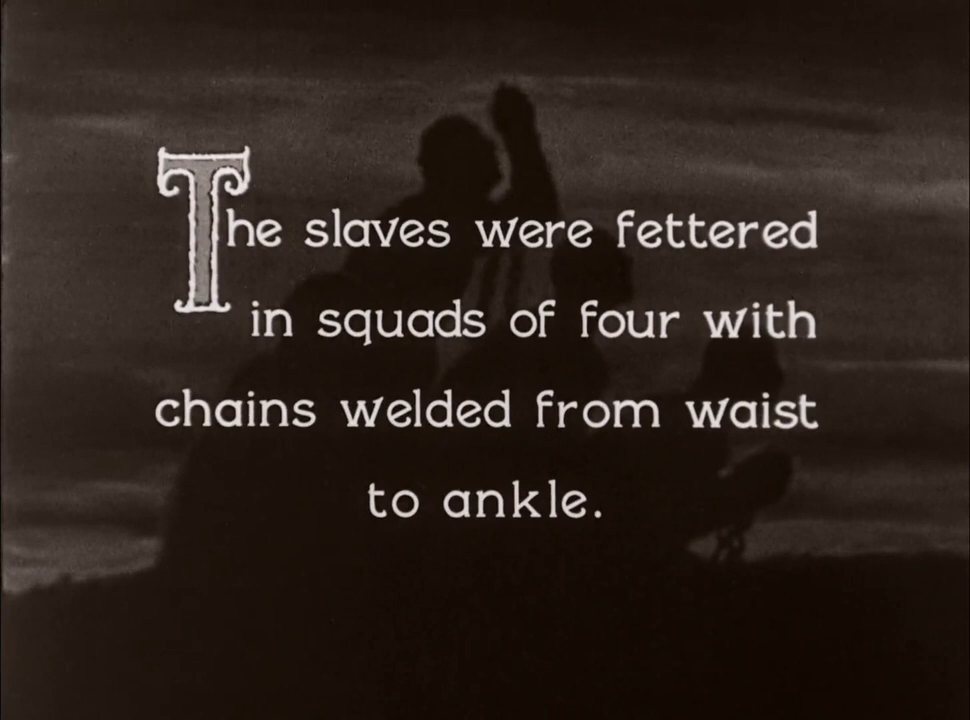 The slaves were fettered
in squads of four with
chains welded from waist
to ankle.